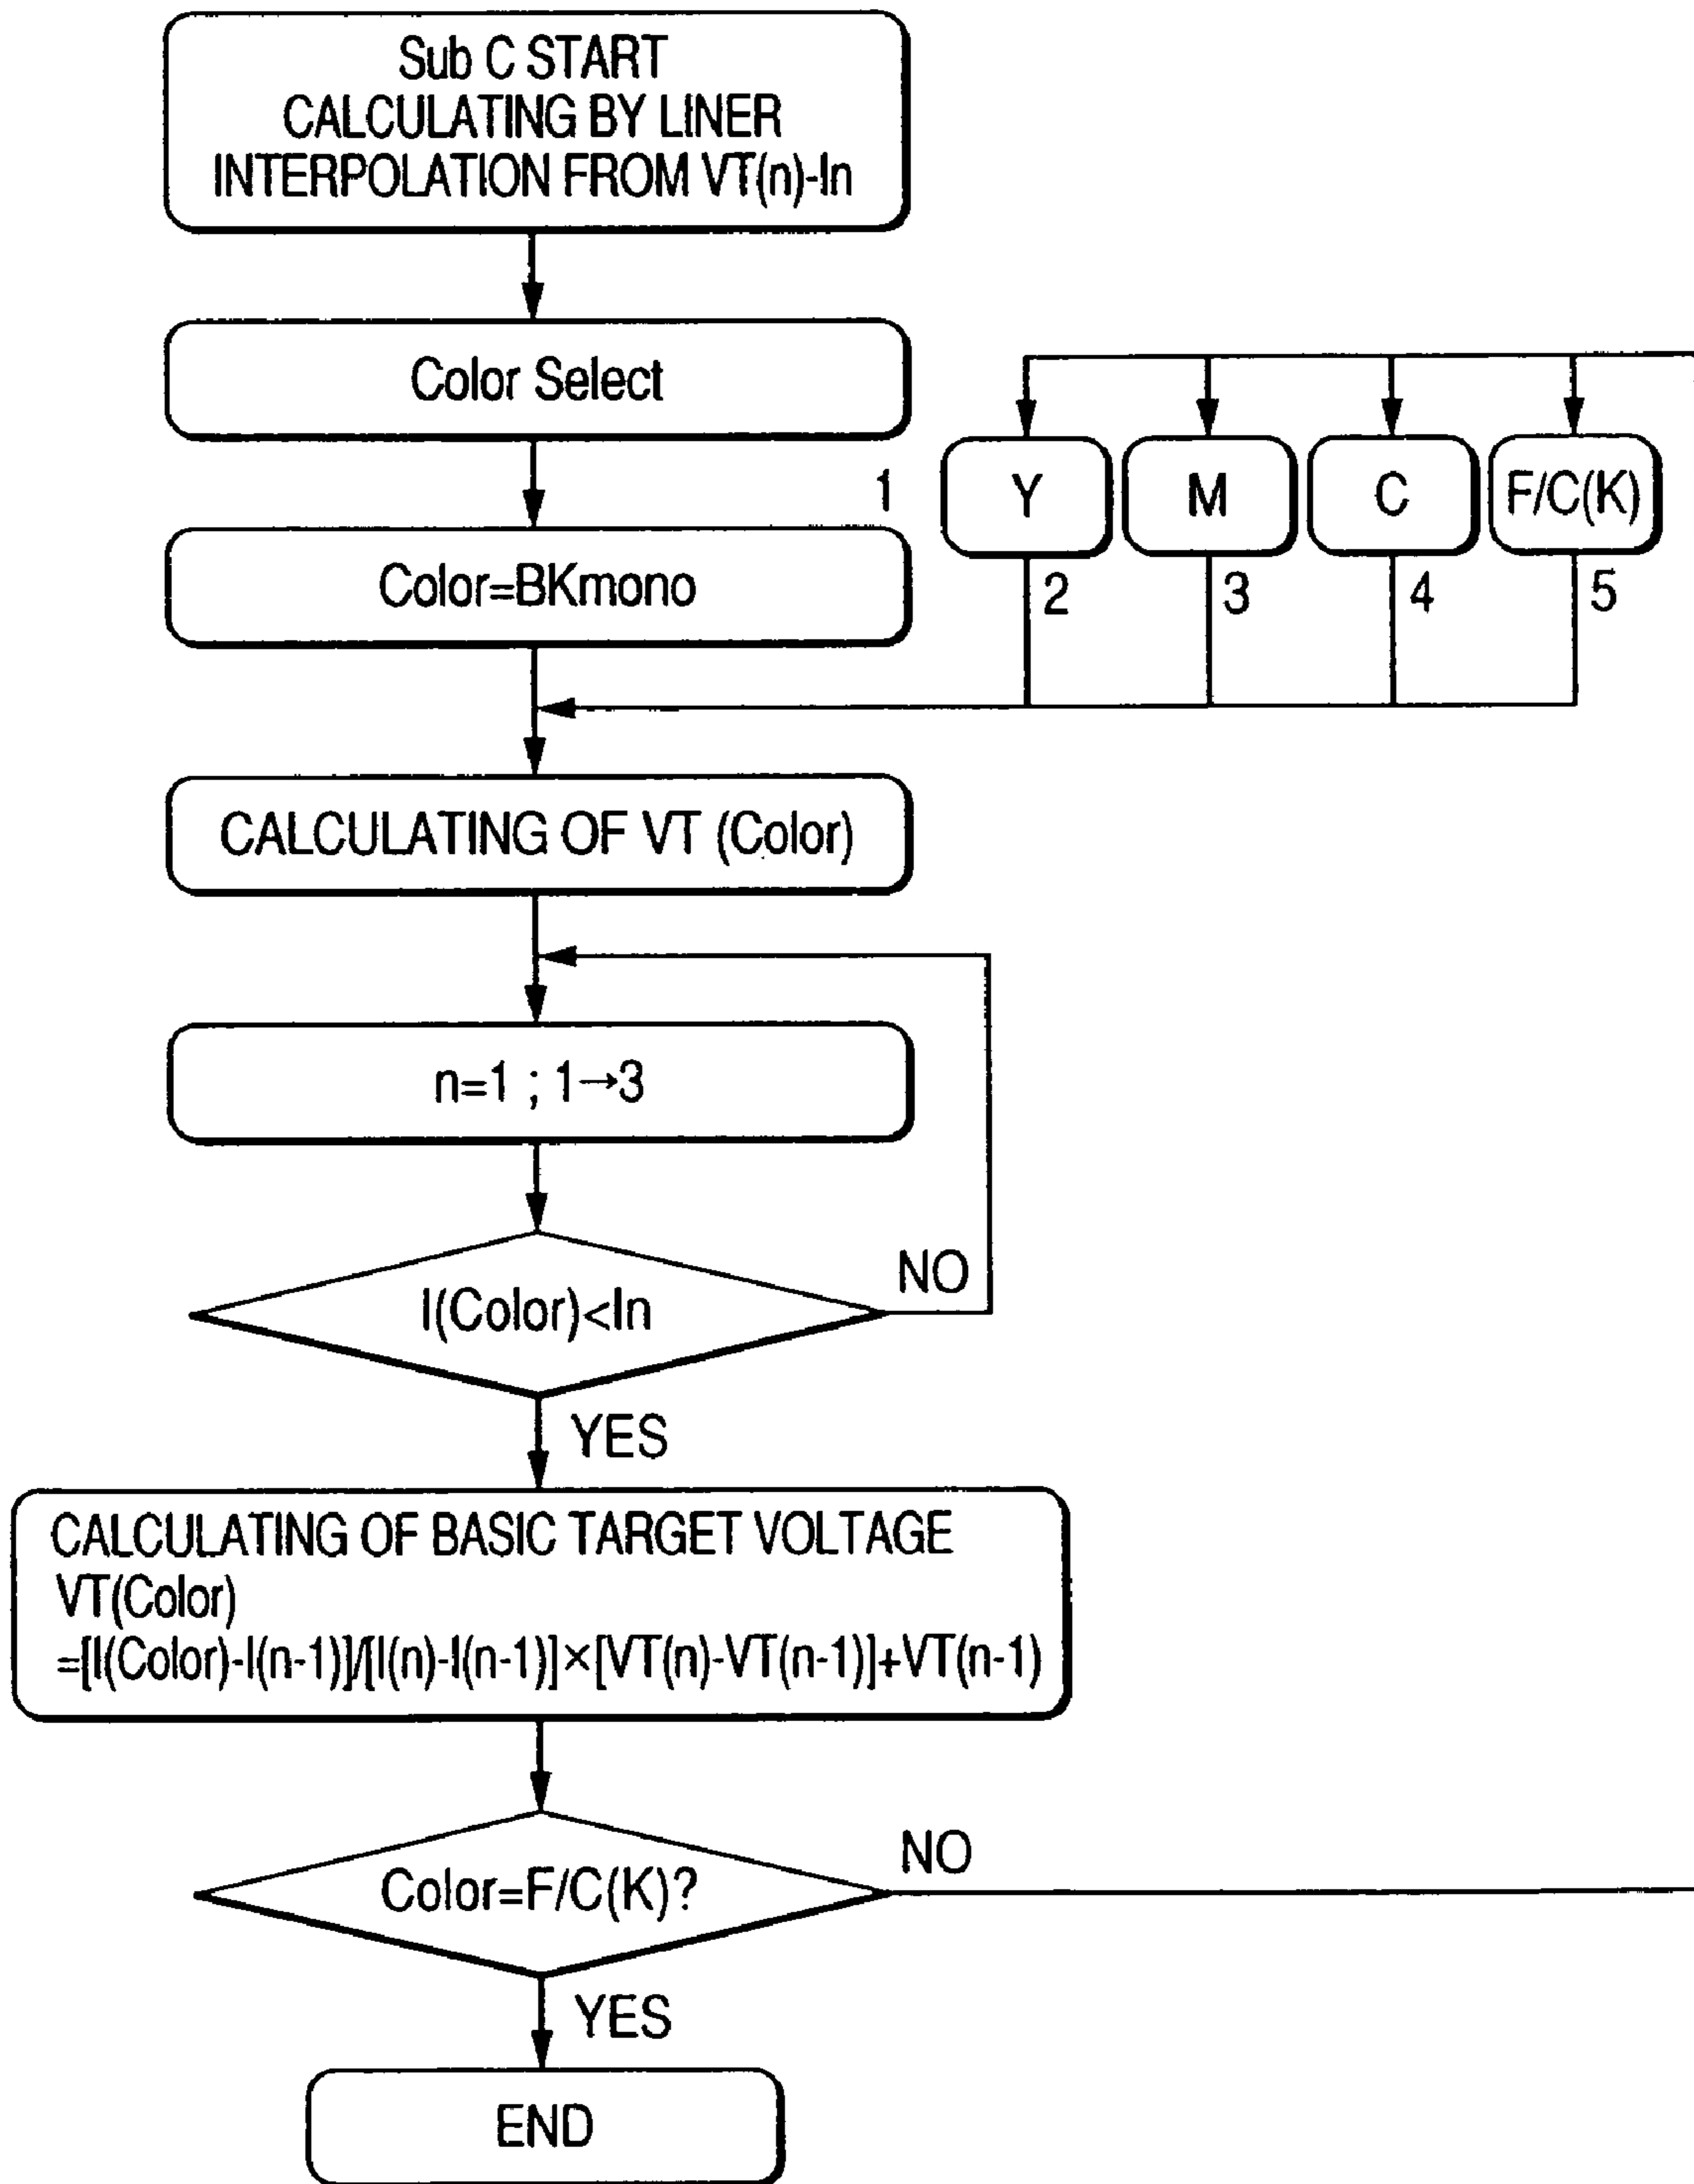 Sub C START
CALCULATING BY LINER
INTERPOLATION FROM VT(n)-In
Color Select
1
Color=BKmono
Y
M
C
F/C(K)
2
3
4
5
CALCULATING OF VT (Color)
n=1 ; 1→3
I(Color)<In
NO
YES
CALCULATING OF BASIC TARGET VOLTAGE
VT(Color)
=[I(Color)-I(n-1)]/[I(n)-I(n-1)]×[VT(n)-VT(n-1)]+VT(n-1)
Color=F/C(K)?
NO
YES
END